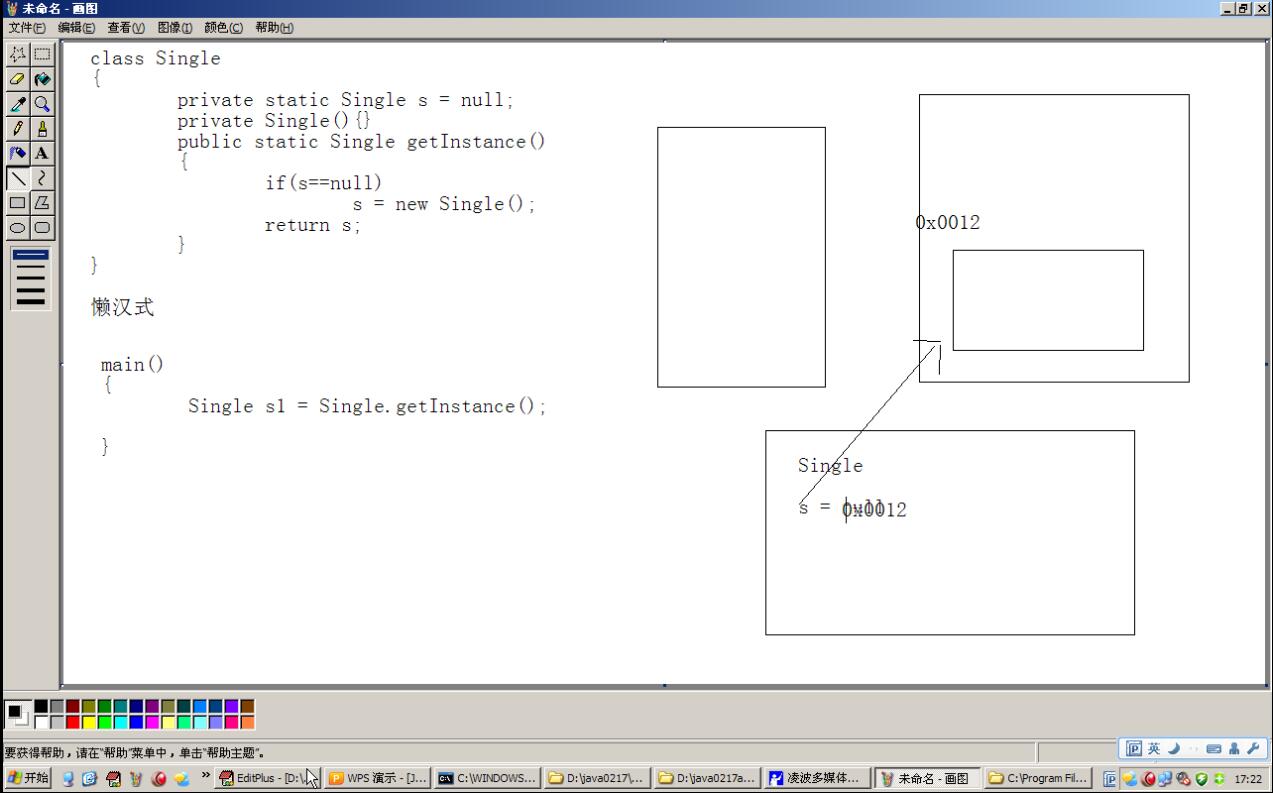 未命名 - 画图
文件(F) 编辑(E) 查看(V) 图像(I) 颜色(C) 帮助(H)
class Single
{
private static Single s = null;
private Single(){}
public static Single getInstance()
{
if(s==null)
s = new Single();
return s;
}
}
懒汉式
main()
{
Single s1 = Single.getInstance();
}
0x0012
Single
s = 0x0012
要获得帮助，请在"帮助"菜单中，单击"帮助主题"。
英
开始 » EditPlus - [D:\... WPS 演示 - [J... C:\WINDOWS... D:\java0217\... D:\java0217a... 凌波多媒体... 未命名 - 画图 C:\Program Fil... 17:22